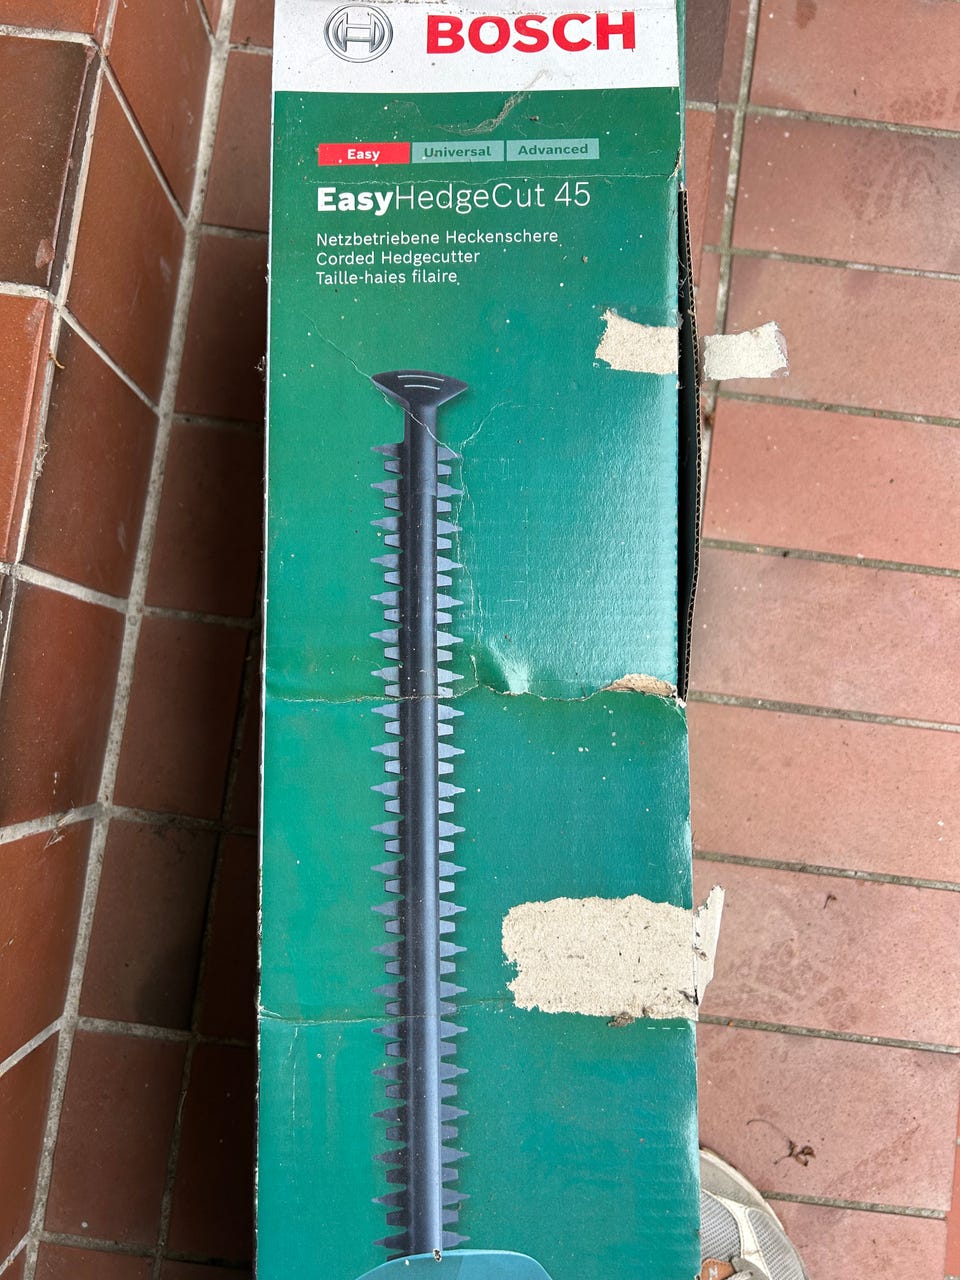 BOSCH
Easy Universal Advanced
EasyHedgeCut 45
Netzbetriebene Heckenschere
Corded Hedgecutter
Taille-haies filaire